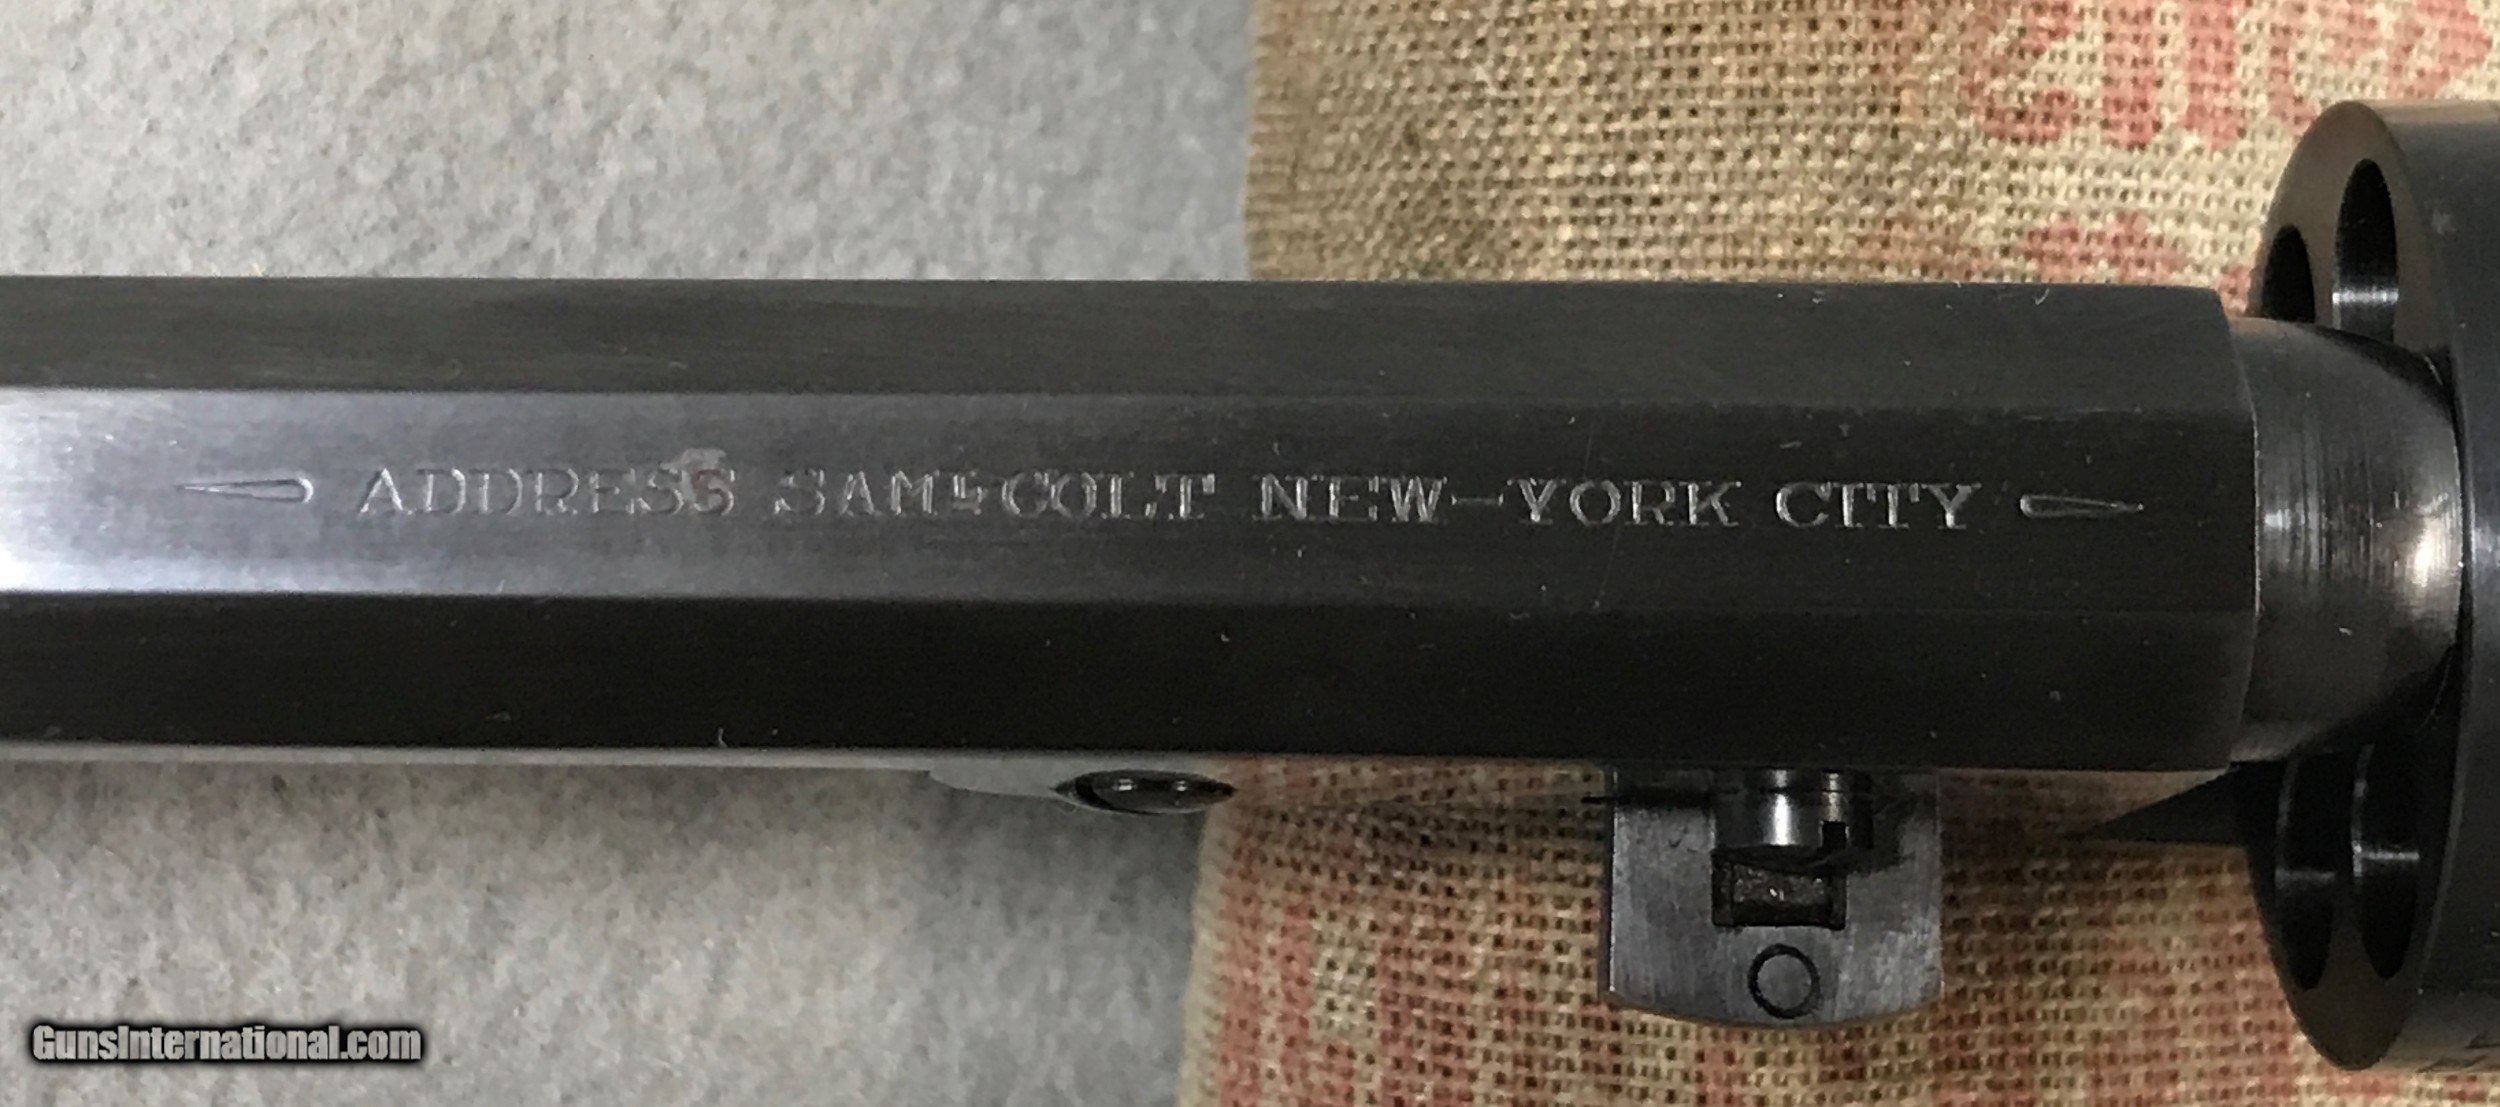 ADDRESS SAML COLT NEW-YORK CITY
GunsInternational.com